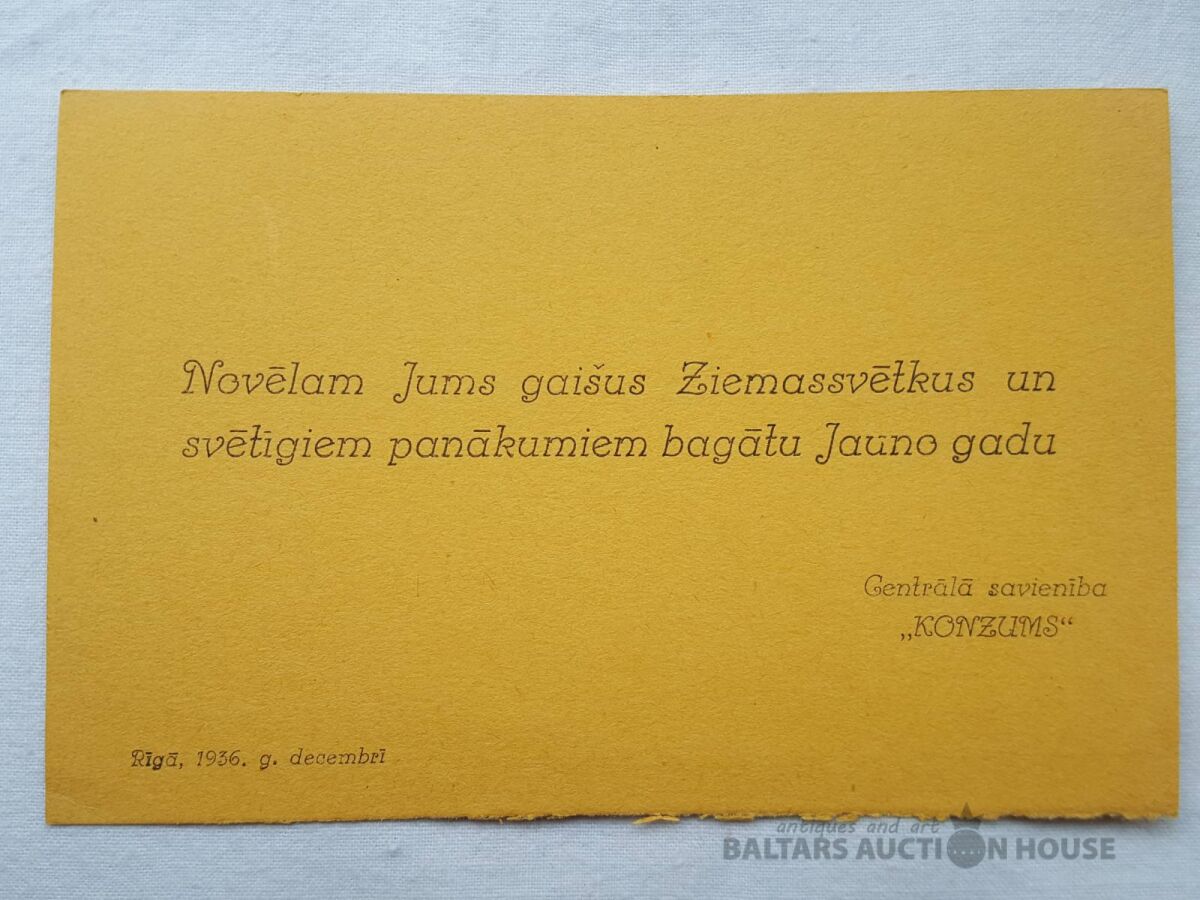 Novēlam Jums gaišus Ziemassvētkus un
svētīgiem panākumiem bagātu Jauno gadu
Centrālā savienība
„KONZUMS“
Rīgā, 1936. g. decembrī
antiques and art
BALTARS AUCTION HOUSE